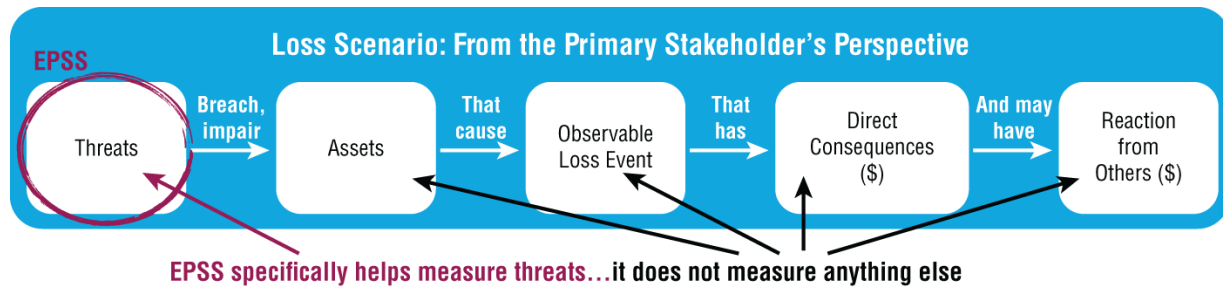 Loss Scenario: From the Primary Stakeholder's Perspective
EPSS
Threats
Breach,
impair
Assets
That
cause
Observable
Loss Event
That
has
Direct
Consequences
($)
And may
have
Reaction
from
Others ($)
EPSS specifically helps measure threats...it does not measure anything else